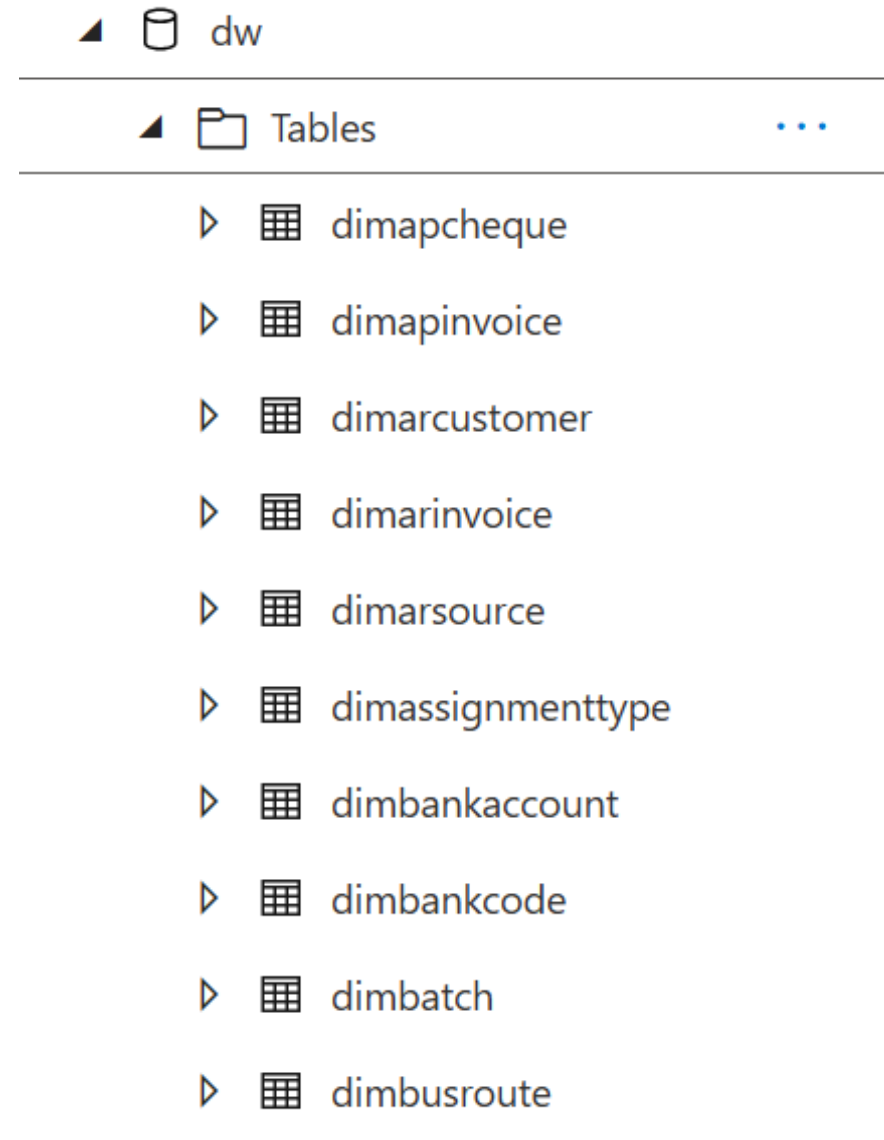 dw
Tables
dimapcheque
dimapinvoice
dimarcustomer
dimarinvoice
dimarsource
dimassignmenttype
dimbankaccount
dimbankcode
dimbatch
dimbusroute